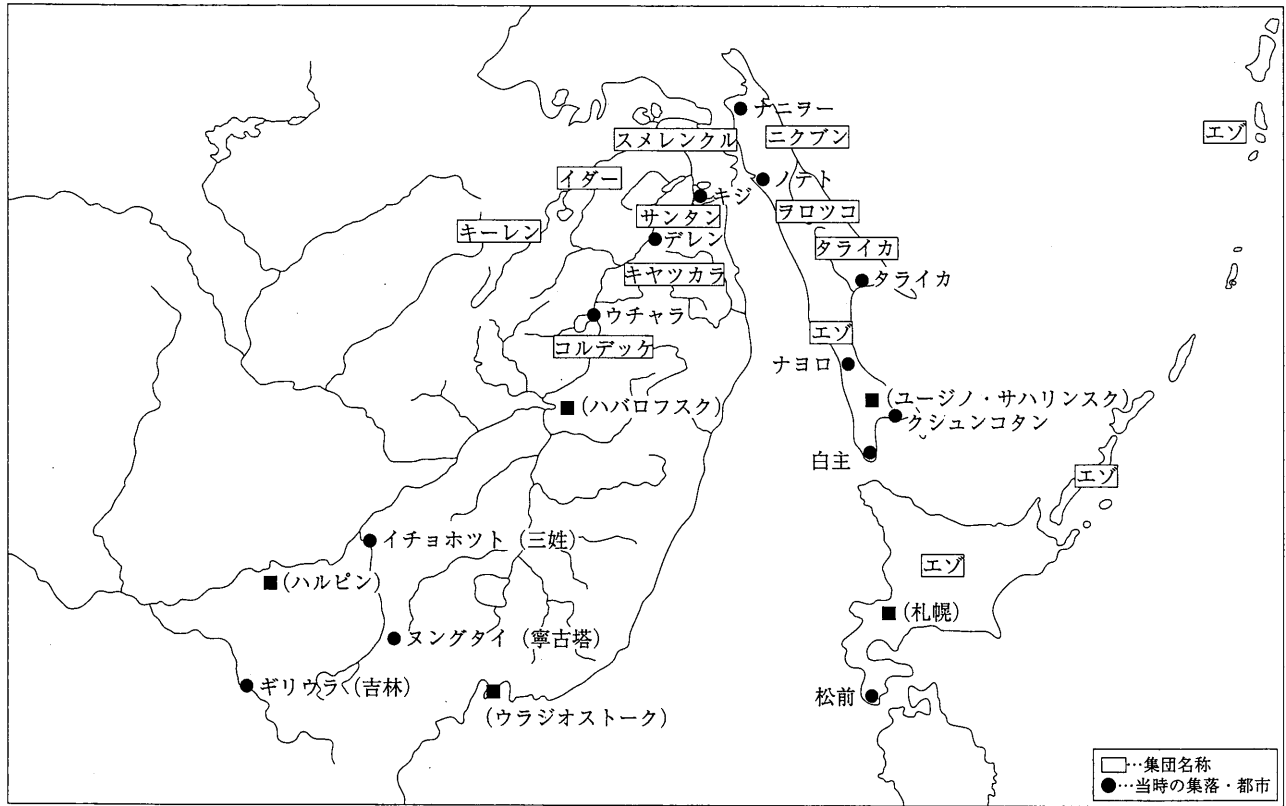 ナニヲー
ニクブン
エゾ
スメレンクル
イダー
ノテト
キジ
サンタン
ヲロツコ
キーレン
デレン
タライカ
キヤツカラ
タライカ
ウチャラ
エゾ
コルデッケ
ナヨロ
(ハバロフスク)
(ユージノ・サハリンスク)
クシュンコタン
白主
エゾ
イチョホツト (三姓)
エゾ
(ハルピン)
(札幌)
ヌングタイ (寧古塔)
ギリウラ (吉林)
松前
(ウラジオストーク)
…集団名称
…当時の集落・都市